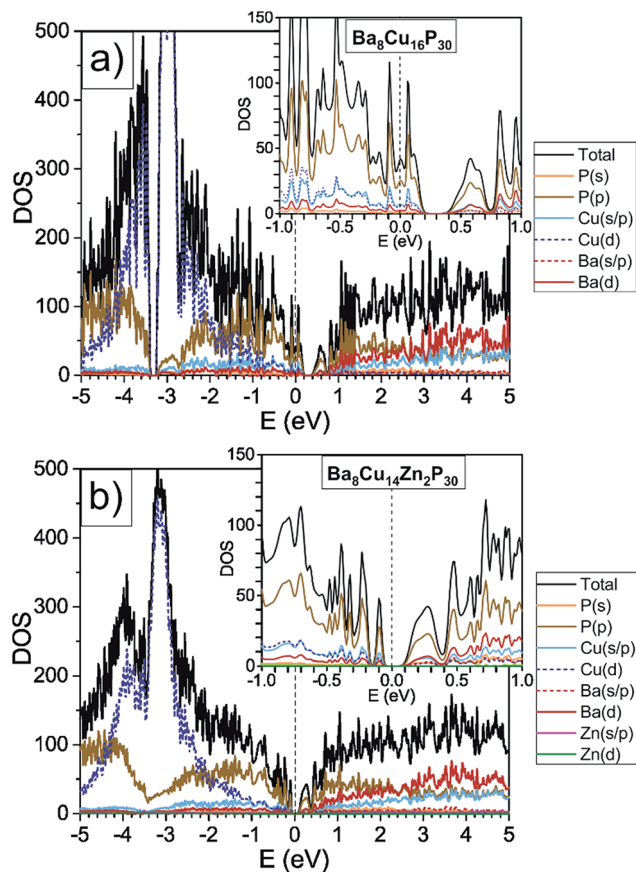 a)
Ba8Cu16P30
DOS
500
400
300
200
100
0
-5 -4 -3 -2 -1 0 1 2 3 4 5
E (eV)
DOS
150
100
50
0
-1.0 -0.5 0.0 0.5 1.0
E (eV)
Total
P(s)
P(p)
Cu(s/p)
Cu(d)
Ba(s/p)
Ba(d)
b)
Ba8Cu14Zn2P30
DOS
500
400
300
200
100
0
-5 -4 -3 -2 -1 0 1 2 3 4 5
E (eV)
DOS
150
100
50
0
-1.0 -0.5 0.0 0.5 1.0
E (eV)
Total
P(s)
P(p)
Cu(s/p)
Cu(d)
Ba(s/p)
Ba(d)
Zn(s/p)
Zn(d)